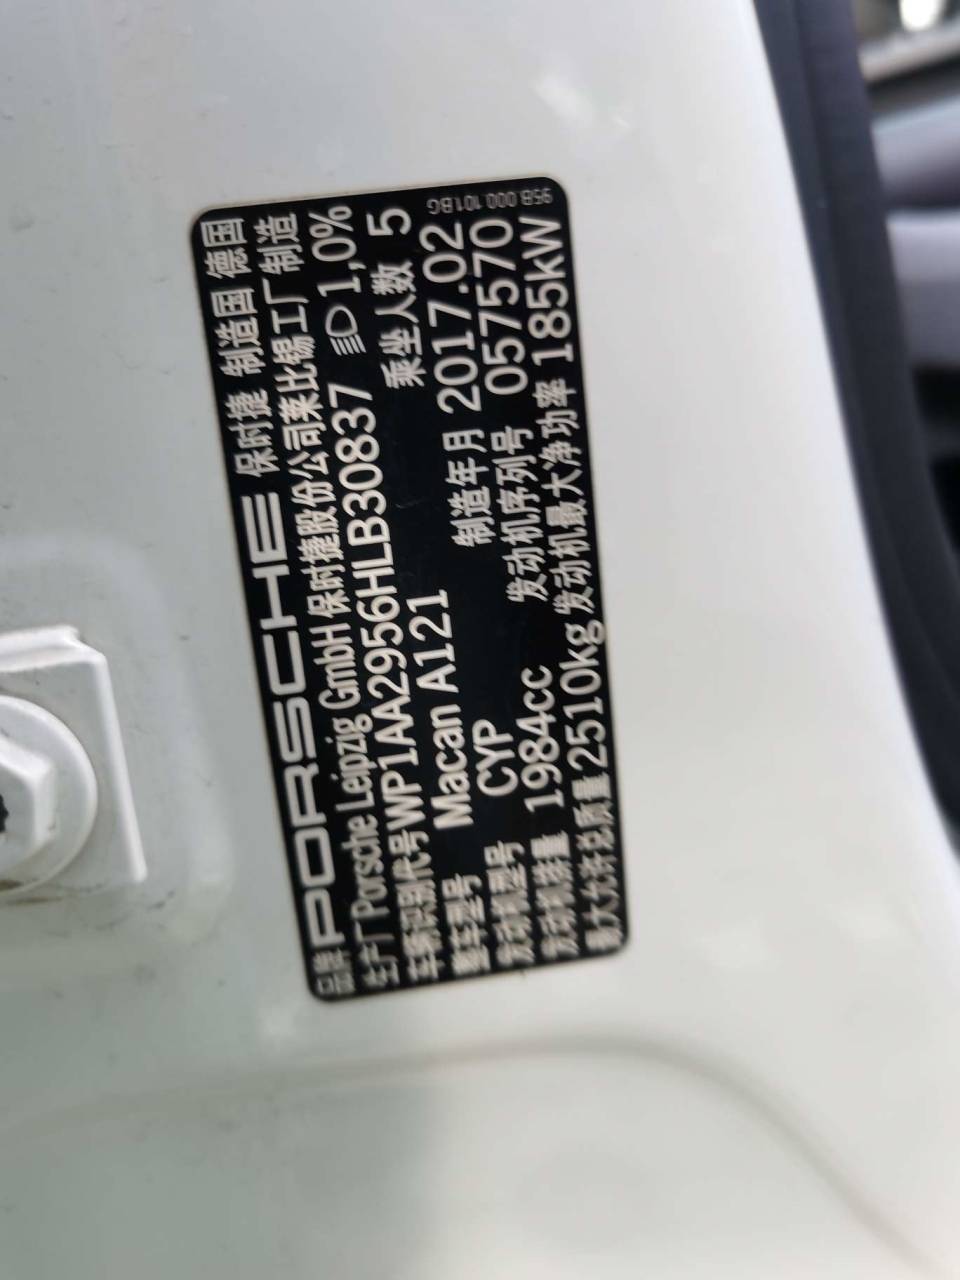 品牌 PORSCHE 保时捷 制造国 德国
生产厂 Porsche Leipzig GmbH 保时捷股份公司莱比锡工厂制造
车辆识别代号 WP1AA2956HLB30837 1,0%
整车型号 Macan A121 乘坐人数 5
发动机型号 CYP 制造年月 2017.02
发动机排量 1984cc 发动机序列号 057570
最大允许总质量 2510kg 发动机最大净功率 185kW
95B.000.101.BG